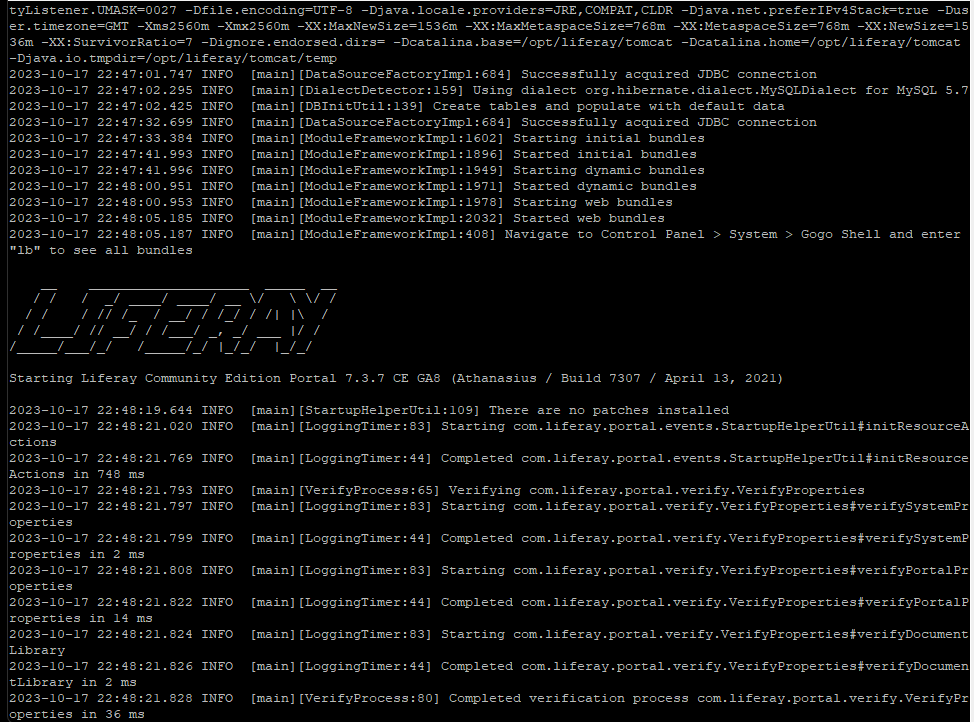 tyListener.UMASK=0027 -Dfile.encoding=UTF-8 -Djava.locale.providers=JRE,COMPAT,CLDR -Djava.net.preferIPv4Stack=true -Dus
er.timezone=GMT -Xms2560m -Xmx2560m -XX:MaxNewSize=1536m -XX:MaxMetaspaceSize=768m -XX:MetaspaceSize=768m -XX:NewSize=15
36m -XX:SurvivorRatio=7 -Dignore.endorsed.dirs= -Dcatalina.base=/opt/liferay/tomcat -Dcatalina.home=/opt/liferay/tomcat
-Djava.io.tmpdir=/opt/liferay/tomcat/temp
2023-10-17 22:47:01.747 INFO  [main][DataSourceFactoryImpl:684] Successfully acquired JDBC connection
2023-10-17 22:47:02.295 INFO  [main][DialectDetector:159] Using dialect org.hibernate.dialect.MySQLDialect for MySQL 5.7
2023-10-17 22:47:02.425 INFO  [main][DBInitUtil:139] Create tables and populate with default data
2023-10-17 22:47:32.699 INFO  [main][DataSourceFactoryImpl:684] Successfully acquired JDBC connection
2023-10-17 22:47:33.384 INFO  [main][ModuleFrameworkImpl:1602] Starting initial bundles
2023-10-17 22:47:41.993 INFO  [main][ModuleFrameworkImpl:1896] Started initial bundles
2023-10-17 22:47:41.996 INFO  [main][ModuleFrameworkImpl:1949] Starting dynamic bundles
2023-10-17 22:48:00.951 INFO  [main][ModuleFrameworkImpl:1971] Started dynamic bundles
2023-10-17 22:48:00.953 INFO  [main][ModuleFrameworkImpl:1978] Starting web bundles
2023-10-17 22:48:05.185 INFO  [main][ModuleFrameworkImpl:2032] Started web bundles
2023-10-17 22:48:05.187 INFO  [main][ModuleFrameworkImpl:408] Navigate to Control Panel > System > Gogo Shell and enter
"lb" to see all bundles
LIFERAY
Starting Liferay Community Edition Portal 7.3.7 CE GA8 (Athanasius / Build 7307 / April 13, 2021)
2023-10-17 22:48:19.644 INFO  [main][StartupHelperUtil:109] There are no patches installed
2023-10-17 22:48:21.020 INFO  [main][LoggingTimer:83] Starting com.liferay.portal.events.StartupHelperUtil#initResourceA
ctions
2023-10-17 22:48:21.769 INFO  [main][LoggingTimer:44] Completed com.liferay.portal.events.StartupHelperUtil#initResource
Actions in 748 ms
2023-10-17 22:48:21.793 INFO  [main][VerifyProcess:65] Verifying com.liferay.portal.verify.VerifyProperties
2023-10-17 22:48:21.797 INFO  [main][LoggingTimer:83] Starting com.liferay.portal.verify.VerifyProperties#verifySystemPr
operties
2023-10-17 22:48:21.799 INFO  [main][LoggingTimer:44] Completed com.liferay.portal.verify.VerifyProperties#verifySystemP
roperties in 2 ms
2023-10-17 22:48:21.808 INFO  [main][LoggingTimer:83] Starting com.liferay.portal.verify.VerifyProperties#verifyPortalPr
operties
2023-10-17 22:48:21.822 INFO  [main][LoggingTimer:44] Completed com.liferay.portal.verify.VerifyProperties#verifyPortalP
roperties in 14 ms
2023-10-17 22:48:21.824 INFO  [main][LoggingTimer:83] Starting com.liferay.portal.verify.VerifyProperties#verifyDocument
Library
2023-10-17 22:48:21.826 INFO  [main][LoggingTimer:44] Completed com.liferay.portal.verify.VerifyProperties#verifyDocumen
tLibrary in 2 ms
2023-10-17 22:48:21.828 INFO  [main][VerifyProcess:80] Completed verification process com.liferay.portal.verify.VerifyPr
operties in 36 ms